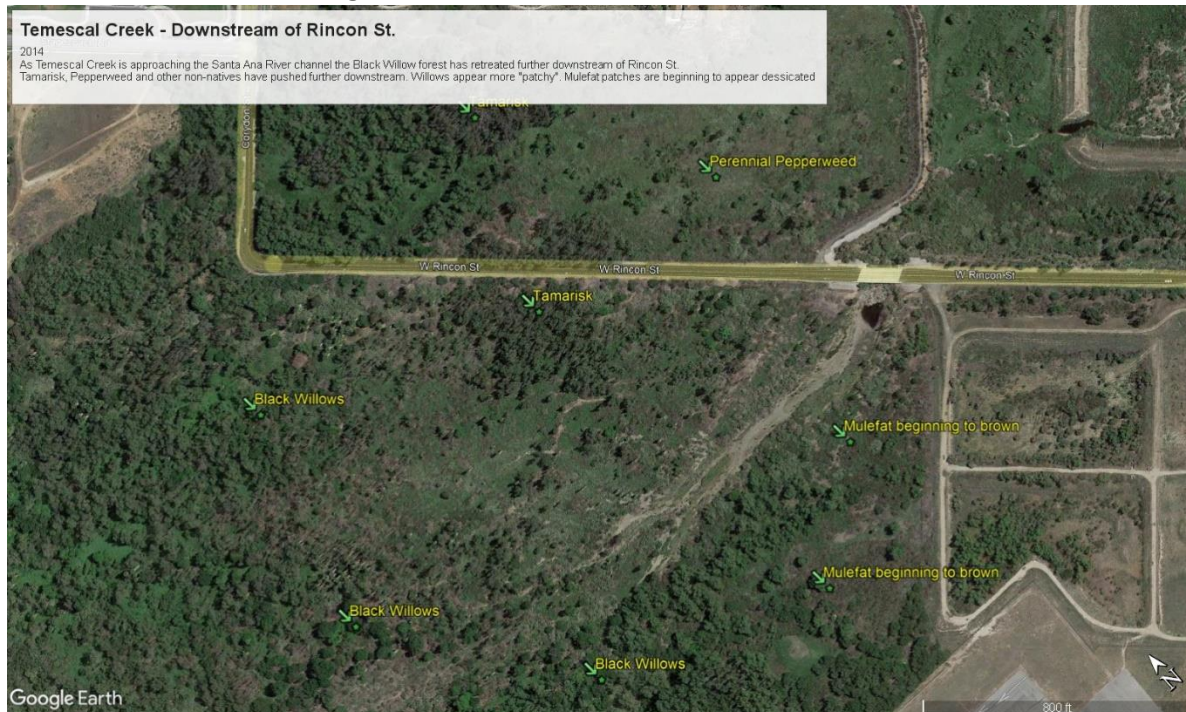 Temescal Creek - Downstream of Rincon St.
2014
As Temescal Creek is approaching the Santa Ana River channel the Black Willow forest has retreated further downstream of Rincon St.
Tamarisk, Pepperweed and other non-natives have pushed further downstream. Willows appear more "patchy". Mulefat patches are beginning to appear dessicated
Tamarisk
Corydon
Perennial Pepperweed
W Rincon St
W Rincon St
W Rincon St
Tamarisk
Black Willows
Mulefat beginning to brown
Mulefat beginning to brown
Black Willows
Black Willows
N
Google Earth
800 ft